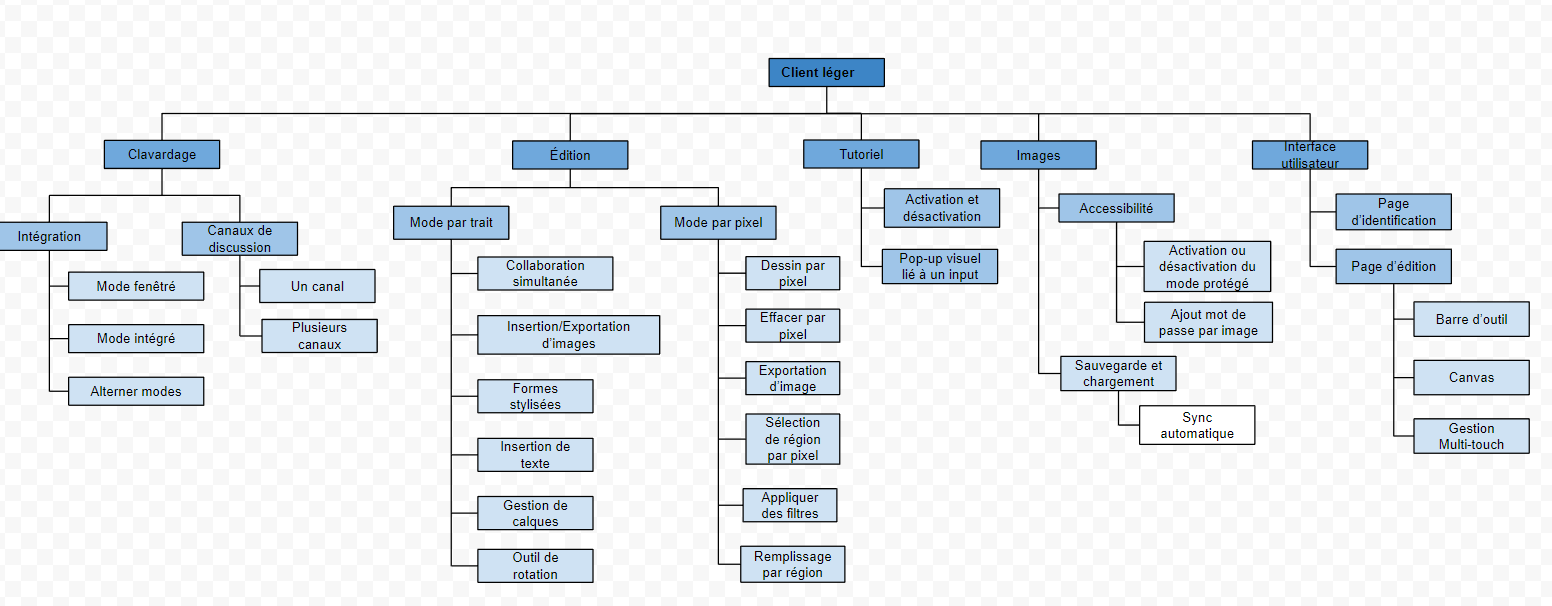 Client léger
Clavardage
Édition
Tutoriel
Images
Interface
utilisateur
Intégration
Mode fenêtré
Mode intégré
Alterner modes
Canaux de
discussion
Un canal
Plusieurs
canaux
Mode par trait
Collaboration
simultanée
Insertion/Exportation
d’images
Formes
stylisées
Insertion de
texte
Gestion de
calques
Outil de
rotation
Mode par pixel
Dessin par
pixel
Effacer par
pixel
Exportation
d’image
Sélection
de région
par pixel
Appliquer
des filtres
Remplissage
par région
Activation et
désactivation
Pop-up visuel
lié à un input
Accessibilité
Activation ou
désactivation du
mode protégé
Ajout mot de
passe par image
Sauvegarde et
chargement
Sync
automatique
Page
d’identification
Page d’édition
Barre d’outil
Canvas
Gestion
Multi-touch